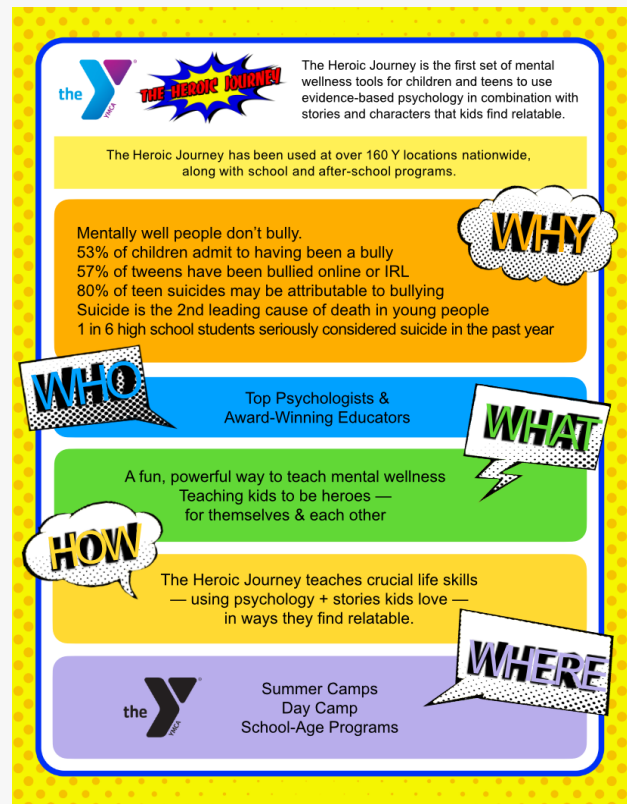 the
YMCA
THE HEROIC JOURNEY
The Heroic Journey is the first set of mental
wellness tools for children and teens to use
evidence-based psychology in combination with
stories and characters that kids find relatable.
The Heroic Journey has been used at over 160 Y locations nationwide,
along with school and after-school programs.
WHY
Mentally well people don’t bully.
53% of children admit to having been a bully
57% of tweens have been bullied online or IRL
80% of teen suicides may be attributable to bullying
Suicide is the 2nd leading cause of death in young people
1 in 6 high school students seriously considered suicide in the past year
WHO
Top Psychologists &
Award-Winning Educators
WHAT
A fun, powerful way to teach mental wellness
Teaching kids to be heroes —
for themselves & each other
HOW
The Heroic Journey teaches crucial life skills
— using psychology + stories kids love —
in ways they find relatable.
WHERE
the
YMCA
®
Summer Camps
Day Camp
School-Age Programs